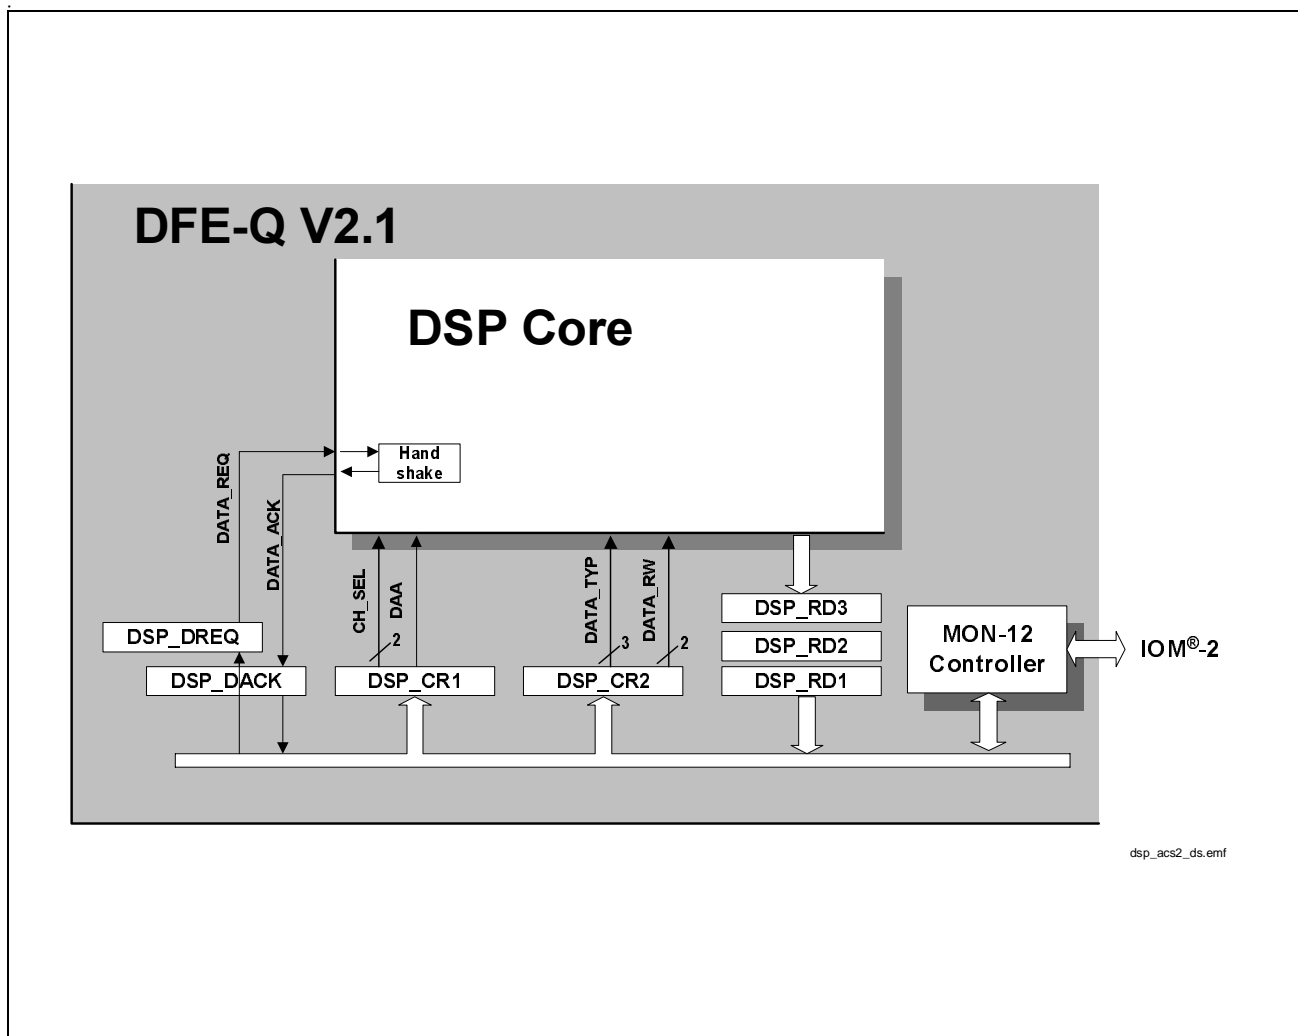 DFE-Q V2.1
DSP Core
Hand
shake
DATA_REQ
DATA_ACK
CH_SEL
DAA
DATA_TYP
DATA_RW
2
3
2
DSP_DREQ
DSP_DACK
DSP_CR1
DSP_CR2
DSP_RD3
DSP_RD2
DSP_RD1
MON-12
Controller
IOM®-2
dsp_acs2_ds.emf